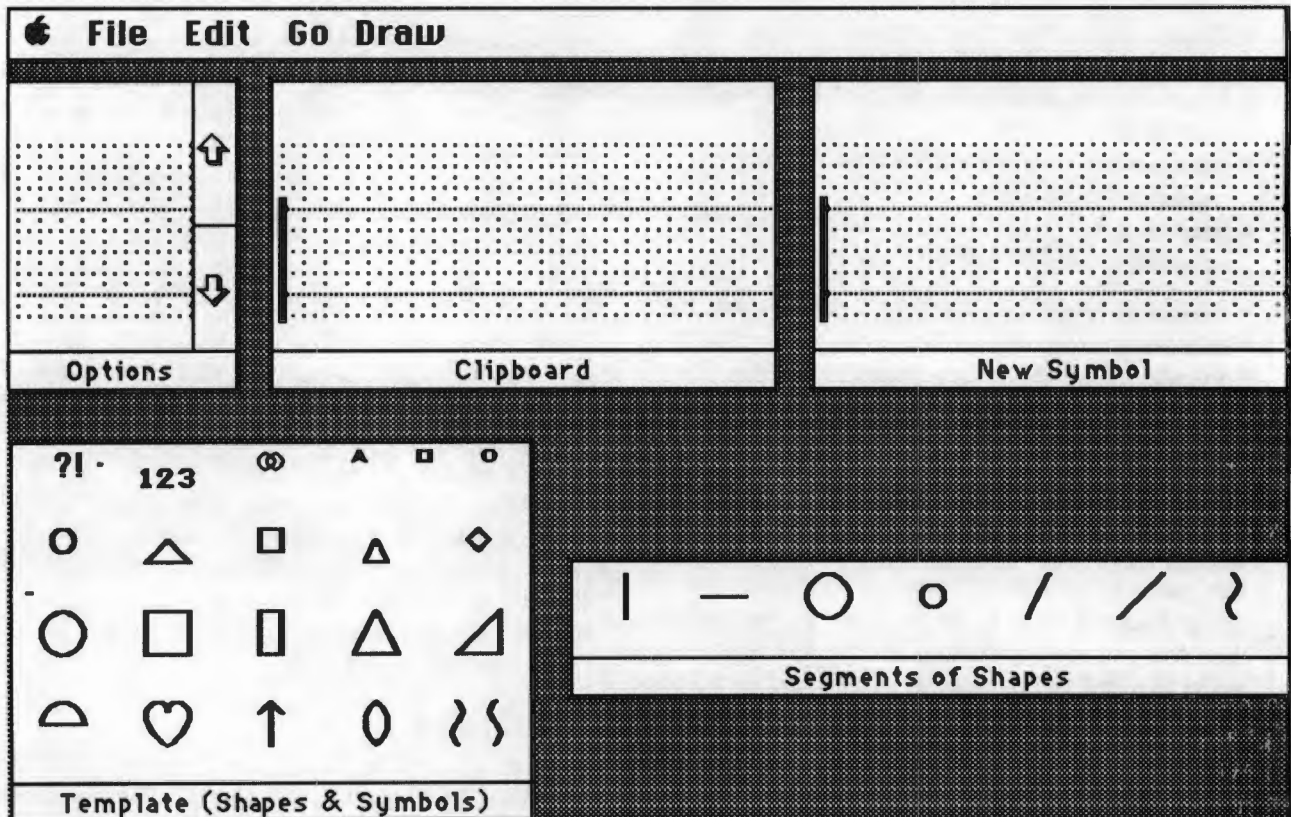 File Edit Go Draw
Options
Clipboard
New Symbol
?!
123
Segments of Shapes
Template (Shapes & Symbols)